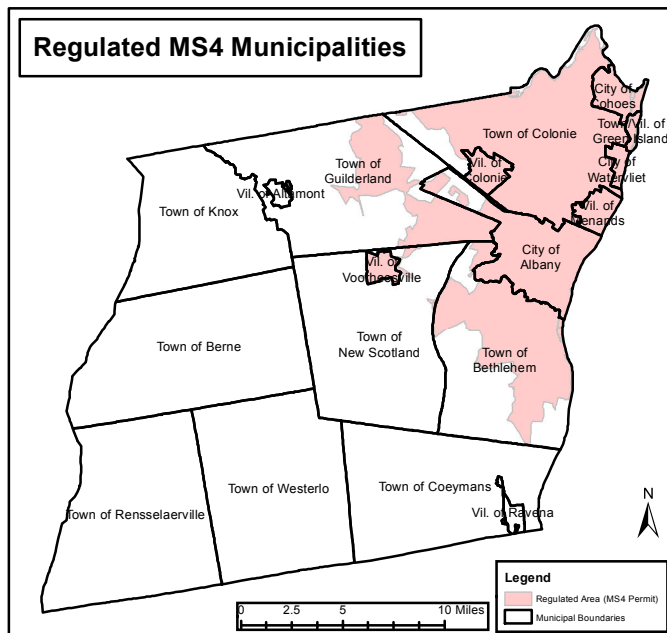 Regulated MS4 Municipalities
City of
Cohoes
Town/Vil. of
Green Island
Town of Colonie
Vil. of
Colonie
City of
Watervliet
Town of
Guilderland
Vil. of Altamont
Vil. of
Menands
Town of Knox
City of
Albany
Vil. of
Voorheesville
Town of Berne
Town of
New Scotland
Town of
Bethlehem
Town of Coeymans
Town of Westerlo
Vil. of Ravena
Town of Rensselaerville
N
Legend
Regulated Area (MS4 Permit)
Municipal Boundaries
0 2.5 5 10 Miles